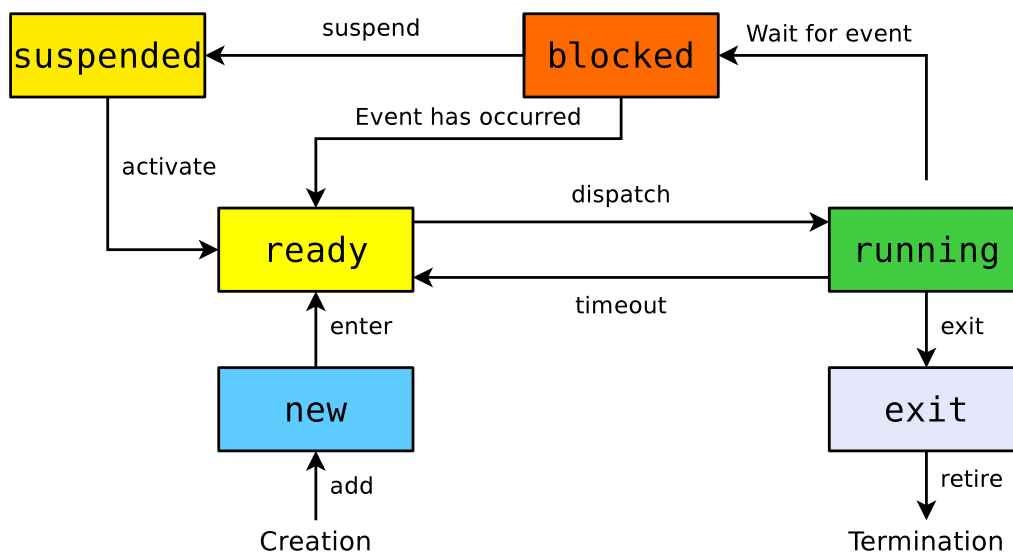 suspended
suspend
blocked
Wait for event
Event has occurred
activate
dispatch
ready
running
timeout
enter
exit
new
exit
add
retire
Creation
Termination